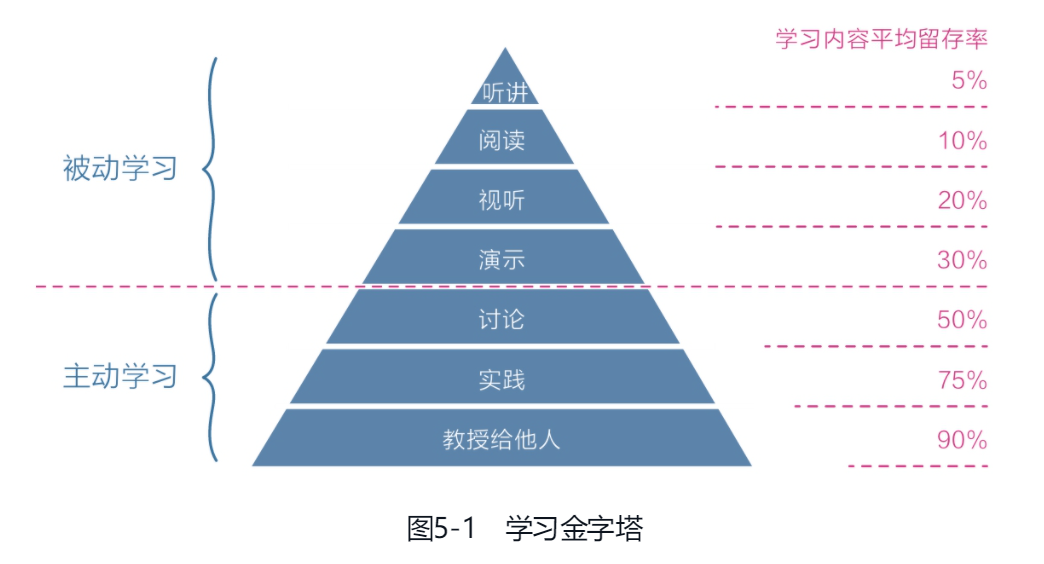 学习内容平均留存率
听讲 5%
阅读 10%
被动学习
视听 20%
演示 30%
讨论 50%
主动学习
实践 75%
教授给他人 90%
图5-1 学习金字塔